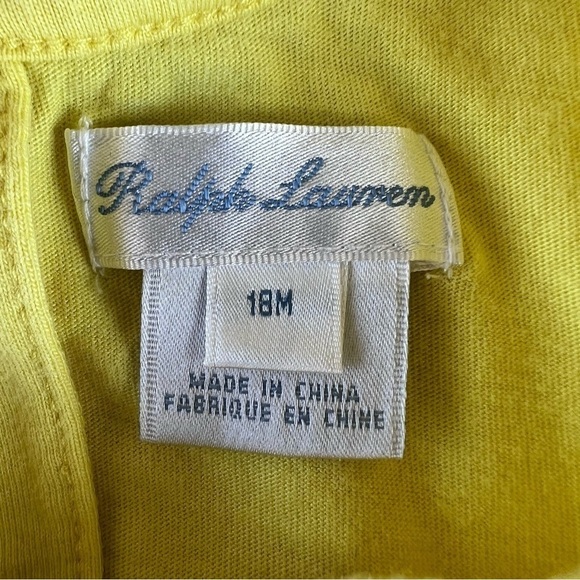 Ralph Lauren
18M
MADE IN CHINA
FABRIQUE EN CHINE